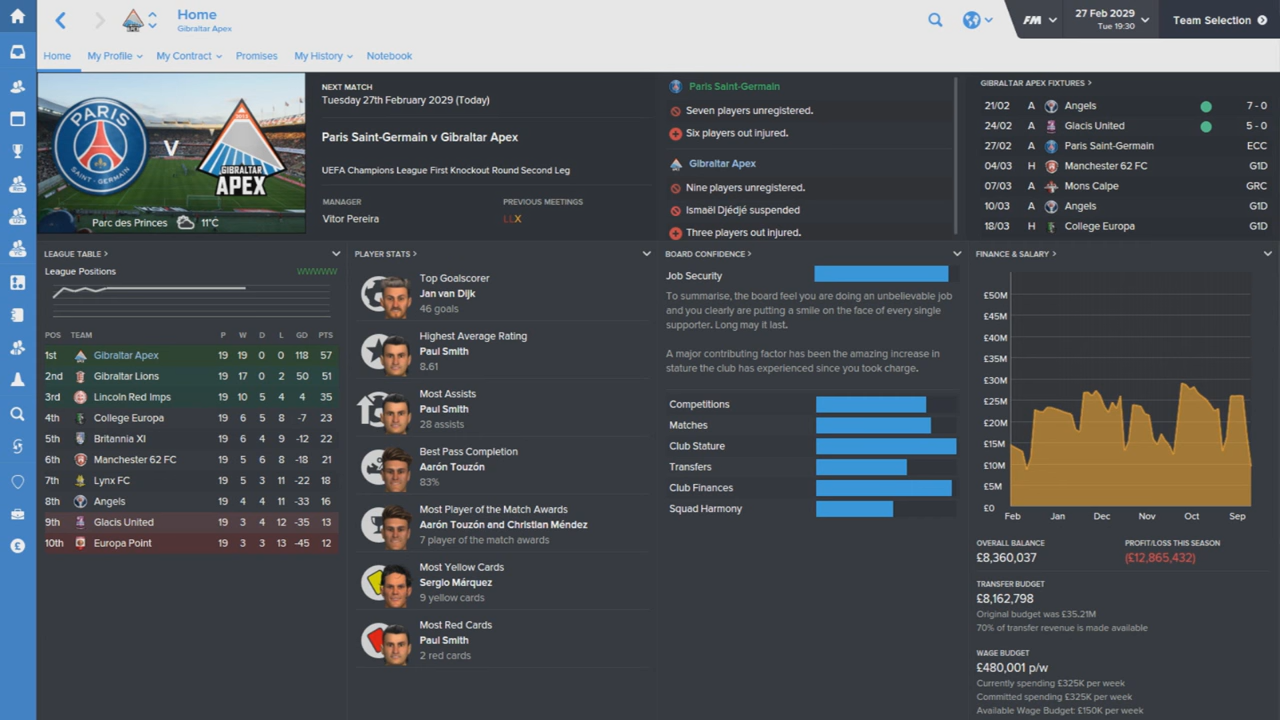 Home
Gibraltar Apex
FM
27 Feb 2029
Tue 19:30
Team Selection
Home
My Profile
My Contract
Promises
My History
Notebook
PARIS
SAINT-GERMAIN
V
GIBRALTAR
APEX
Parc des Princes
11°C
NEXT MATCH
Tuesday 27th February 2029 (Today)
Paris Saint-Germain v Gibraltar Apex
UEFA Champions League First Knockout Round Second Leg
MANAGER
Vitor Pereira
PREVIOUS MEETINGS
LLX
Paris Saint-Germain
Seven players unregistered.
Six players out injured.
Gibraltar Apex
Nine players unregistered.
Ismaël Djédjé suspended
Three players out injured.
GIBRALTAR APEX FIXTURES >
21/02 A Angels 7 - 0
24/02 A Glacis United 5 - 0
27/02 A Paris Saint-Germain ECC
04/03 H Manchester 62 FC G1D
07/03 A Mons Calpe GRC
10/03 A Angels G1D
18/03 H College Europa G1D
LEAGUE TABLE >
League Positions
WWWWW
POS TEAM P W D L GD PTS
1st Gibraltar Apex 19 19 0 0 118 57
2nd Gibraltar Lions 19 17 0 2 50 51
3rd Lincoln Red Imps 19 10 5 4 4 35
4th College Europa 19 6 5 8 -7 23
5th Britannia XI 19 6 4 9 -12 22
6th Manchester 62 FC 19 5 6 8 -18 21
7th Lynx FC 19 5 3 11 -22 18
8th Angels 19 4 4 11 -33 16
9th Glacis United 19 3 4 12 -35 13
10th Europa Point 19 3 3 13 -45 12
PLAYER STATS >
Top Goalscorer
Jan van Dijk
46 goals
Highest Average Rating
Paul Smith
8.61
Most Assists
Paul Smith
28 assists
Best Pass Completion
Aarón Touzón
83%
Most Player of the Match Awards
Aarón Touzón and Christian Méndez
7 player of the match awards
Most Yellow Cards
Sergio Márquez
9 yellow cards
Most Red Cards
Paul Smith
2 red cards
BOARD CONFIDENCE >
Job Security
To summarise, the board feel you are doing an unbelievable job
and you clearly are putting a smile on the face of every single
supporter. Long may it last.
A major contributing factor has been the amazing increase in
stature the club has experienced since you took charge.
Competitions
Matches
Club Stature
Transfers
Club Finances
Squad Harmony
FINANCE & SALARY >
£50M
£45M
£40M
£35M
£30M
£25M
£20M
£15M
£10M
£5M
£0
Feb Jan Dec Nov Oct Sep
OVERALL BALANCE
£8,360,037
PROFIT/LOSS THIS SEASON
(£12,865,432)
TRANSFER BUDGET
£8,162,798
Original budget was £35.21M
70% of transfer revenue is made available
WAGE BUDGET
£480,001 p/w
Currently spending £325K per week
Committed spending £325K per week
Available Wage Budget: £150K per week